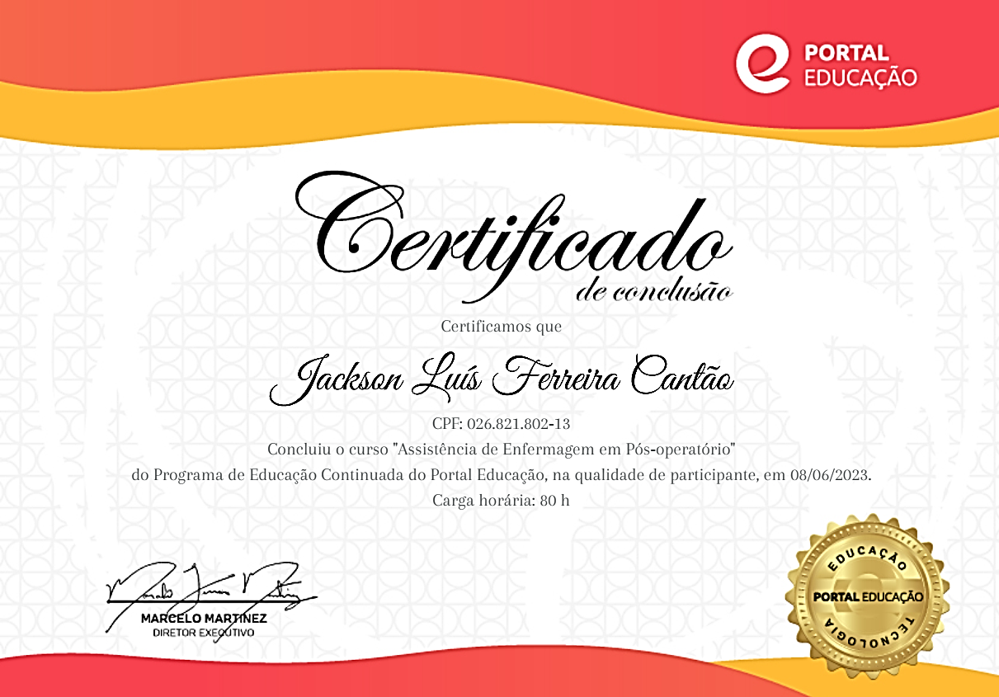 PORTAL
EDUCAÇÃO
Certificado
de conclusão
Certificamos que
Jackson Luís Ferreira Cantão
CPF: 026.821.802-13
Concluiu o curso "Assistência de Enfermagem em Pós-operatório"
do Programa de Educação Continuada do Portal Educação, na qualidade de participante, em 08/06/2023.
Carga horária: 80 h
MARCELO MARTINEZ
DIRETOR EXECUTIVO
EDUCAÇÃO
PORTAL EDUCAÇÃO
TECNOLOGIA